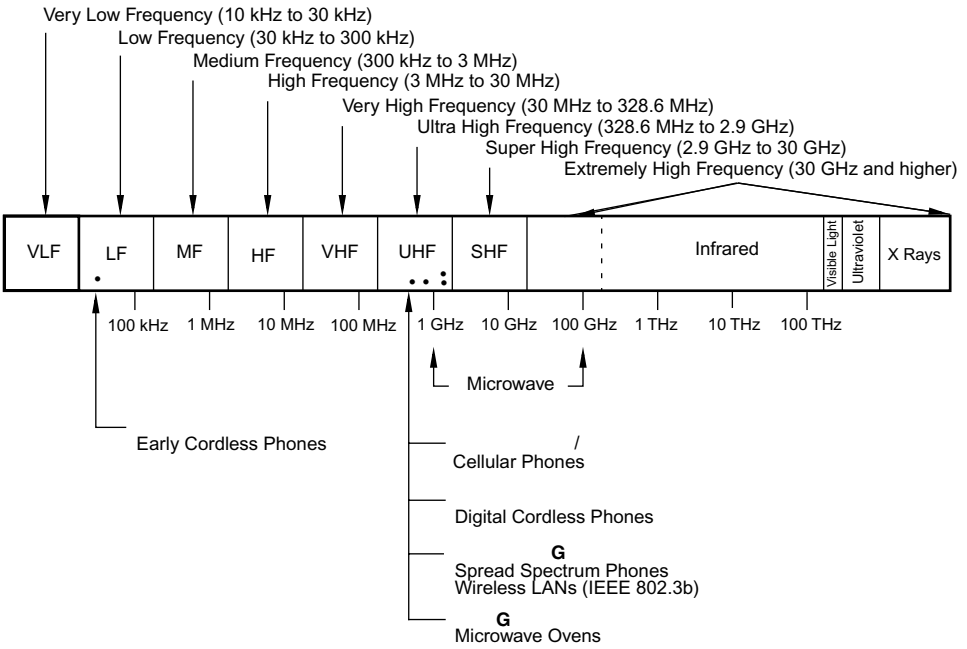 Very Low Frequency (10 kHz to 30 kHz)
Low Frequency (30 kHz to 300 kHz)
Medium Frequency (300 kHz to 3 MHz)
High Frequency (3 MHz to 30 MHz)
Very High Frequency (30 MHz to 328.6 MHz)
Ultra High Frequency (328.6 MHz to 2.9 GHz)
Super High Frequency (2.9 GHz to 30 GHz)
Extremely High Frequency (30 GHz and higher)
VLF LF MF HF VHF UHF SHF Infrared Visible Light Ultraviolet X Rays
100 kHz 1 MHz 10 MHz 100 MHz 1 GHz 10 GHz 100 GHz 1 THz 10 THz 100 THz
Microwave
Early Cordless Phones
/
Cellular Phones
Digital Cordless Phones
G
Spread Spectrum Phones
Wireless LANs (IEEE 802.3b)
G
Microwave Ovens